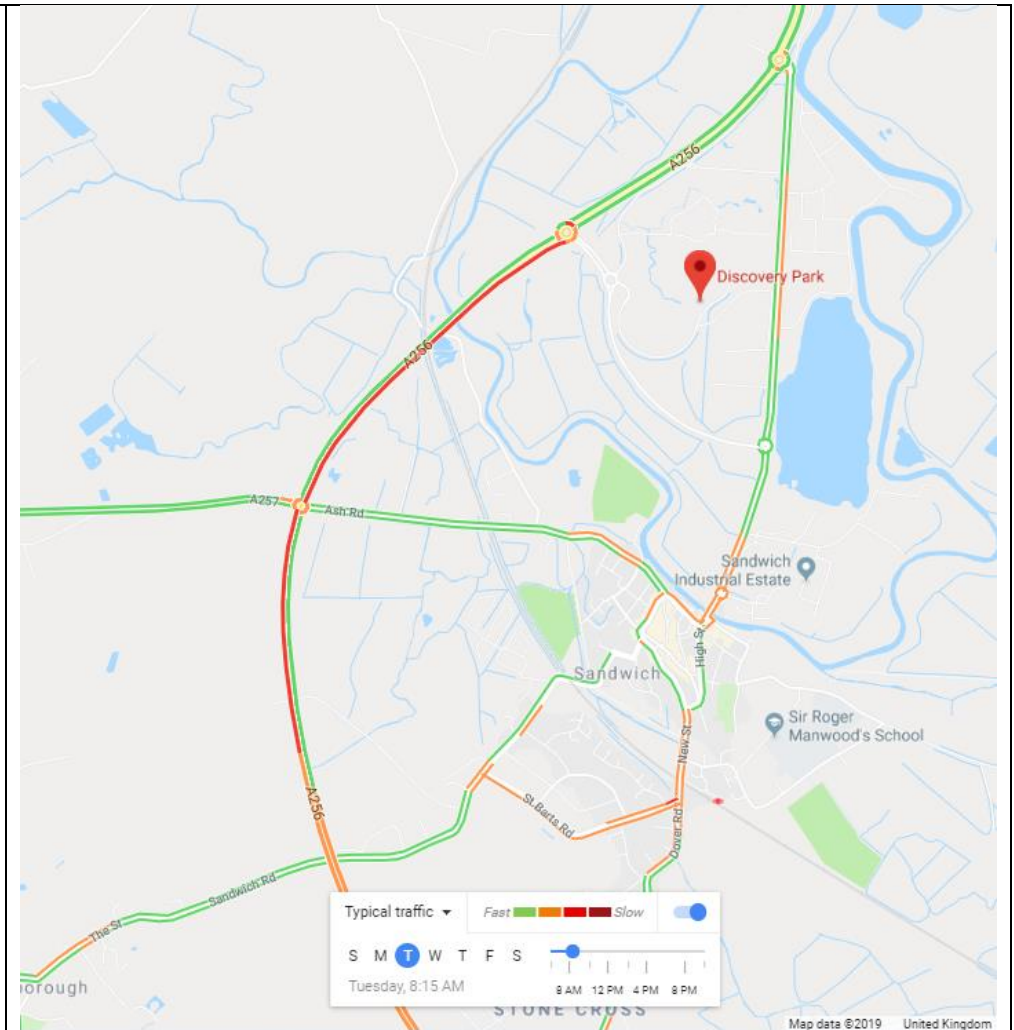 A256
Discovery Park
A256
A257
Ash Rd
Sandwich
Industrial Estate
High St
Sandwich
Sir Roger
Manwood's School
New St
A256
St.Barts Rd
Dover Rd
Sandwich Rd
The St
orough
Typical traffic
Fast
Slow
S M T W T F S
Tuesday, 8:15 AM
8 AM 12 PM 4 PM 8 PM
STONE CROSS
Map data ©2019 United Kingdom